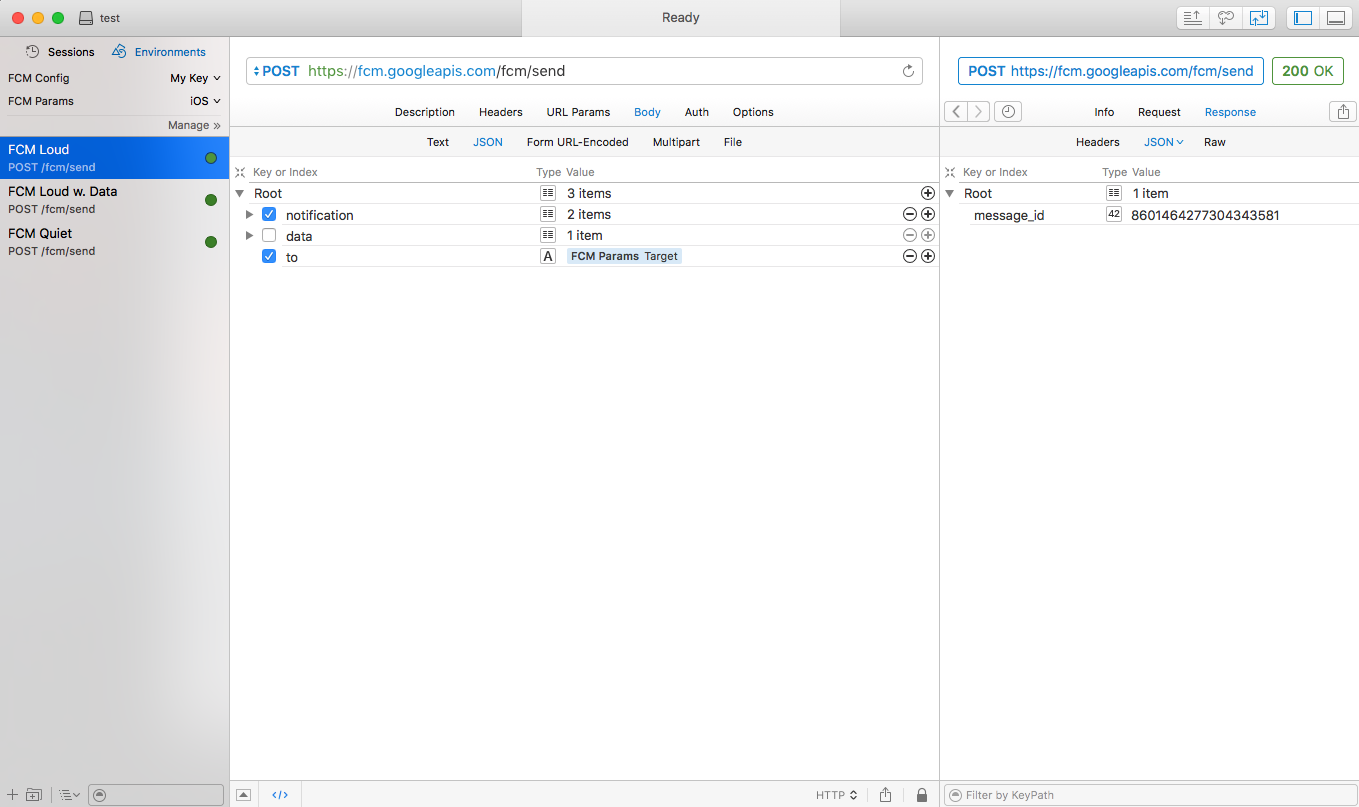 test
Ready
Sessions Environments
FCM Config My Key
FCM Params iOS
Manage »
FCM Loud
POST /fcm/send
FCM Loud w. Data
POST /fcm/send
FCM Quiet
POST /fcm/send
POST https://fcm.googleapis.com/fcm/send
Description Headers URL Params Body Auth Options
Text JSON Form URL-Encoded Multipart File
Key or Index Type Value
Root 3 items
notification 2 items
data 1 item
to A FCM Params Target
</> HTTP
POST https://fcm.googleapis.com/fcm/send 200 OK
Info Request Response
Headers JSON Raw
Key or Index Type Value
Root 1 item
message_id 42 8601464277304343581
Filter by KeyPath